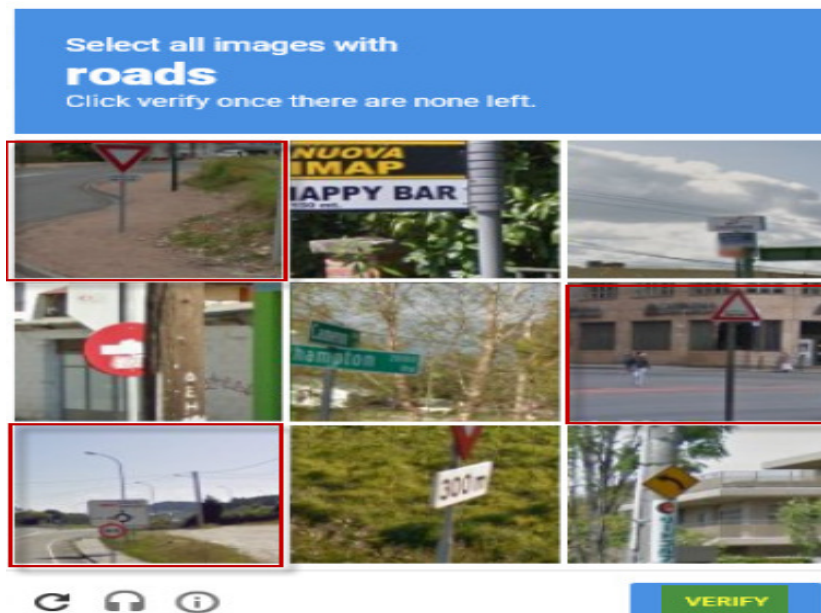 Select all images with
roads
Click verify once there are none left.
NUOVA
IMAP
HAPPY BAR
Cameron
hampton
300m
VERIFY